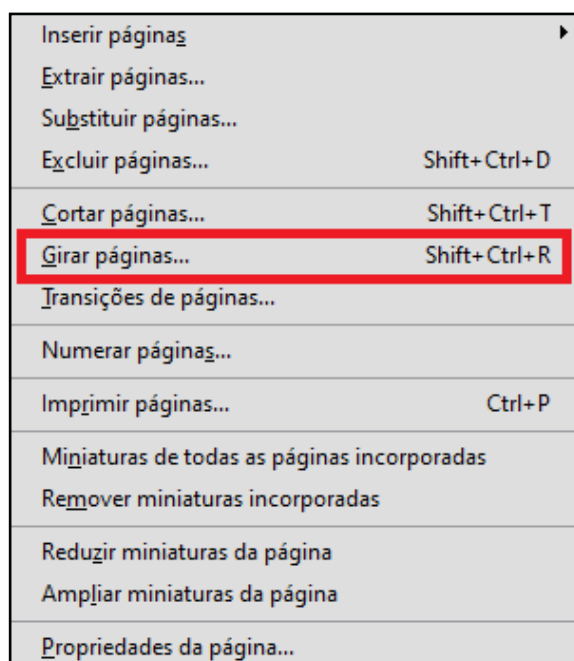 Inserir páginas
Extrair páginas...
Substituir páginas...
Excluir páginas... Shift+Ctrl+D
Cortar páginas... Shift+Ctrl+T
Girar páginas... Shift+Ctrl+R
Transições de páginas...
Numerar páginas...
Imprimir páginas... Ctrl+P
Miniaturas de todas as páginas incorporadas
Remover miniaturas incorporadas
Reduzir miniaturas da página
Ampliar miniaturas da página
Propriedades da página...